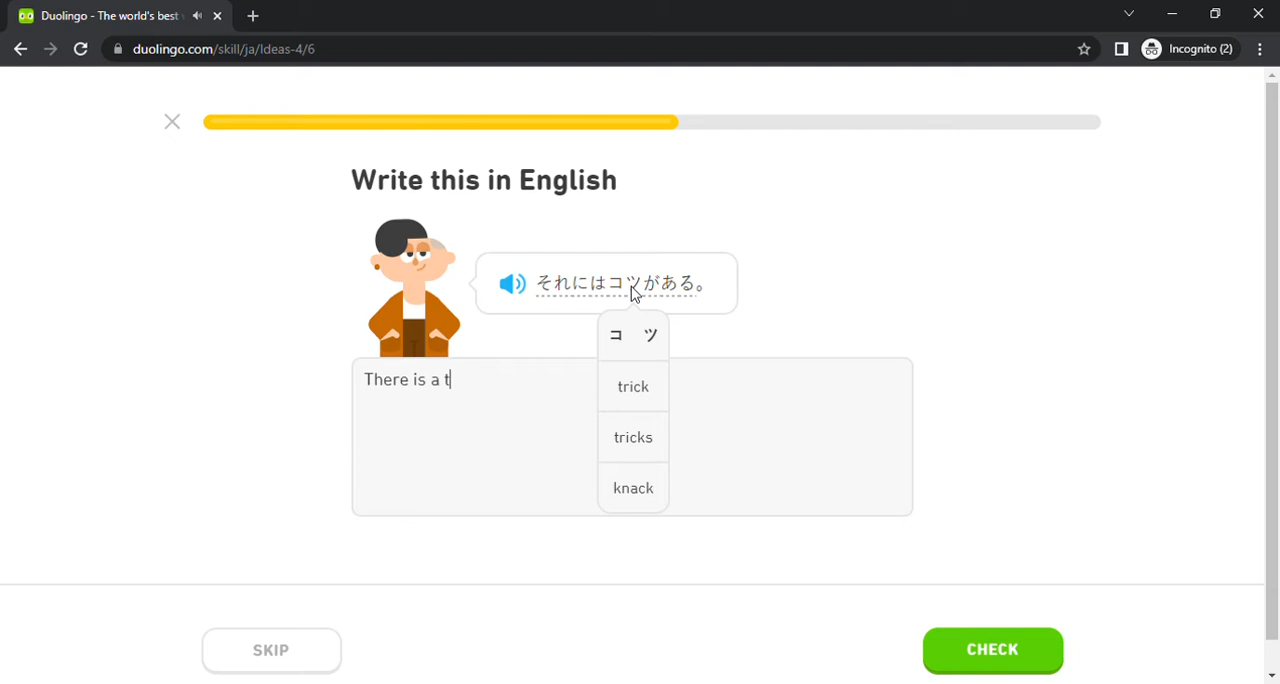 Duolingo - The world's best
duolingo.com/skill/ja/Ideas-4/6
Incognito (2)
Write this in English
それにはコツがある。
コ ツ
trick
tricks
knack
There is a t
SKIP
CHECK